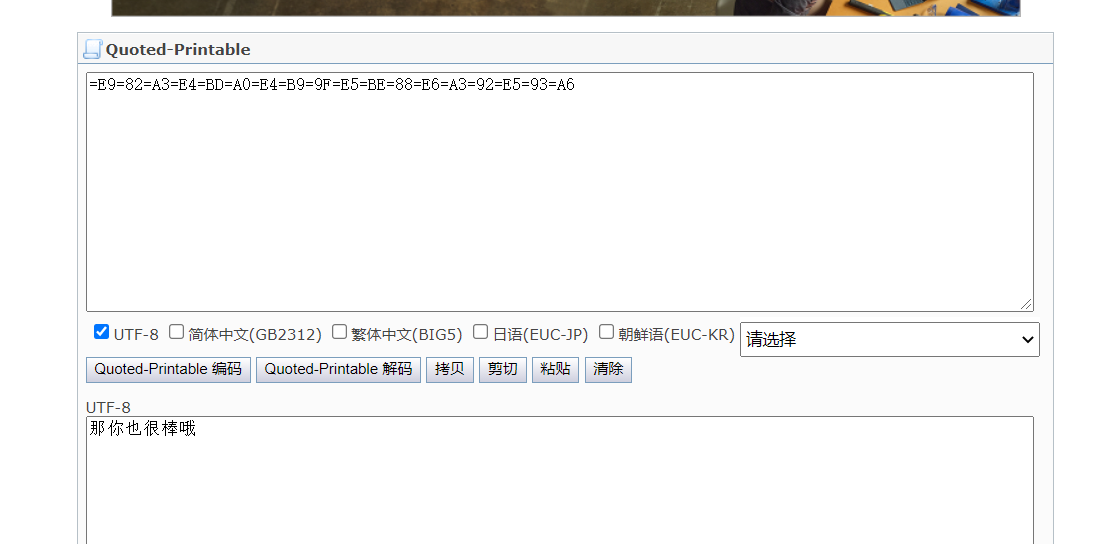 Quoted-Printable
=E9=82=A3=E4=BD=A0=E4=B9=9F=E5=BE=88=E6=A3=92=E5=93=A6
UTF-8 简体中文(GB2312) 繁体中文(BIG5) 日语(EUC-JP) 朝鲜语(EUC-KR) 请选择
Quoted-Printable 编码 Quoted-Printable 解码 拷贝 剪切 粘贴 清除
UTF-8
那你也很棒哦